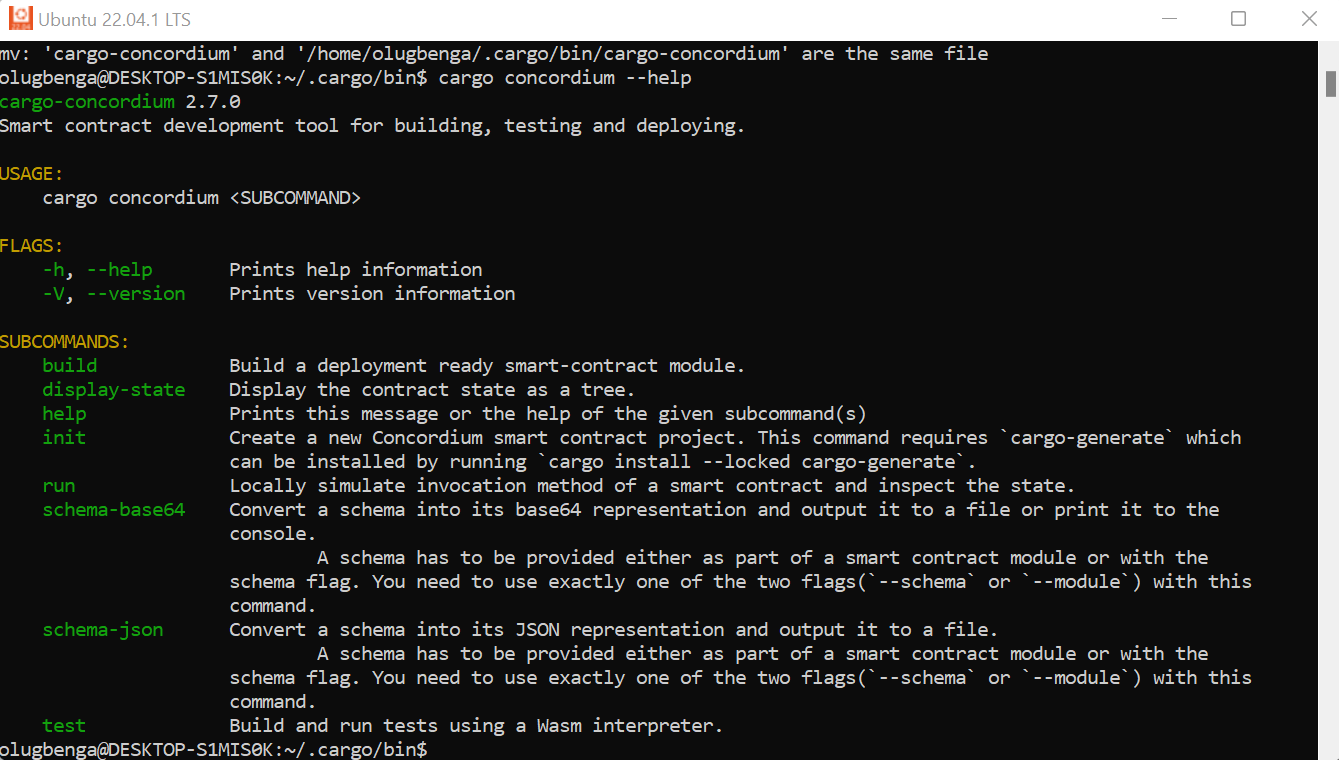 Ubuntu 22.04.1 LTS
mv: 'cargo-concordium' and '/home/olugbenga/.cargo/bin/cargo-concordium' are the same file
olugbenga@DESKTOP-S1MIS0K:~/.cargo/bin$ cargo concordium --help
cargo-concordium 2.7.0
Smart contract development tool for building, testing and deploying.
USAGE:
cargo concordium <SUBCOMMAND>
FLAGS:
-h, --help Prints help information
-V, --version Prints version information
SUBCOMMANDS:
build Build a deployment ready smart-contract module.
display-state Display the contract state as a tree.
help Prints this message or the help of the given subcommand(s)
init Create a new Concordium smart contract project. This command requires `cargo-generate` which
can be installed by running `cargo install --locked cargo-generate`.
run Locally simulate invocation method of a smart contract and inspect the state.
schema-base64 Convert a schema into its base64 representation and output it to a file or print it to the
console.
A schema has to be provided either as part of a smart contract module or with the
schema flag. You need to use exactly one of the two flags(`--schema` or `--module`) with this
command.
schema-json Convert a schema into its JSON representation and output it to a file.
A schema has to be provided either as part of a smart contract module or with the
schema flag. You need to use exactly one of the two flags(`--schema` or `--module`) with this
command.
test Build and run tests using a Wasm interpreter.
olugbenga@DESKTOP-S1MIS0K:~/.cargo/bin$